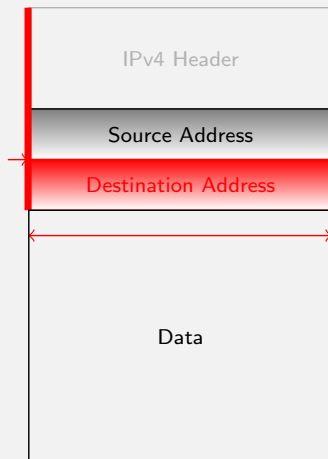 IPv4 Header
Source Address
Destination Address
Data